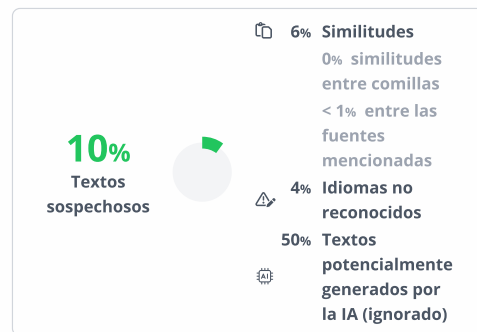 10%
Textos
sospechosos
6% Similitudes
0% similitudes
entre comillas
< 1% entre las
fuentes
mencionadas
4% Idiomas no
reconocidos
50% Textos
potencialmente
generados por
la IA (ignorado)
AI